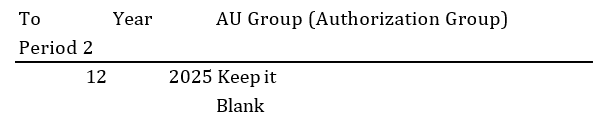 To Year AU Group (Authorization Group)
Period 2
12 2025 Keep it
Blank